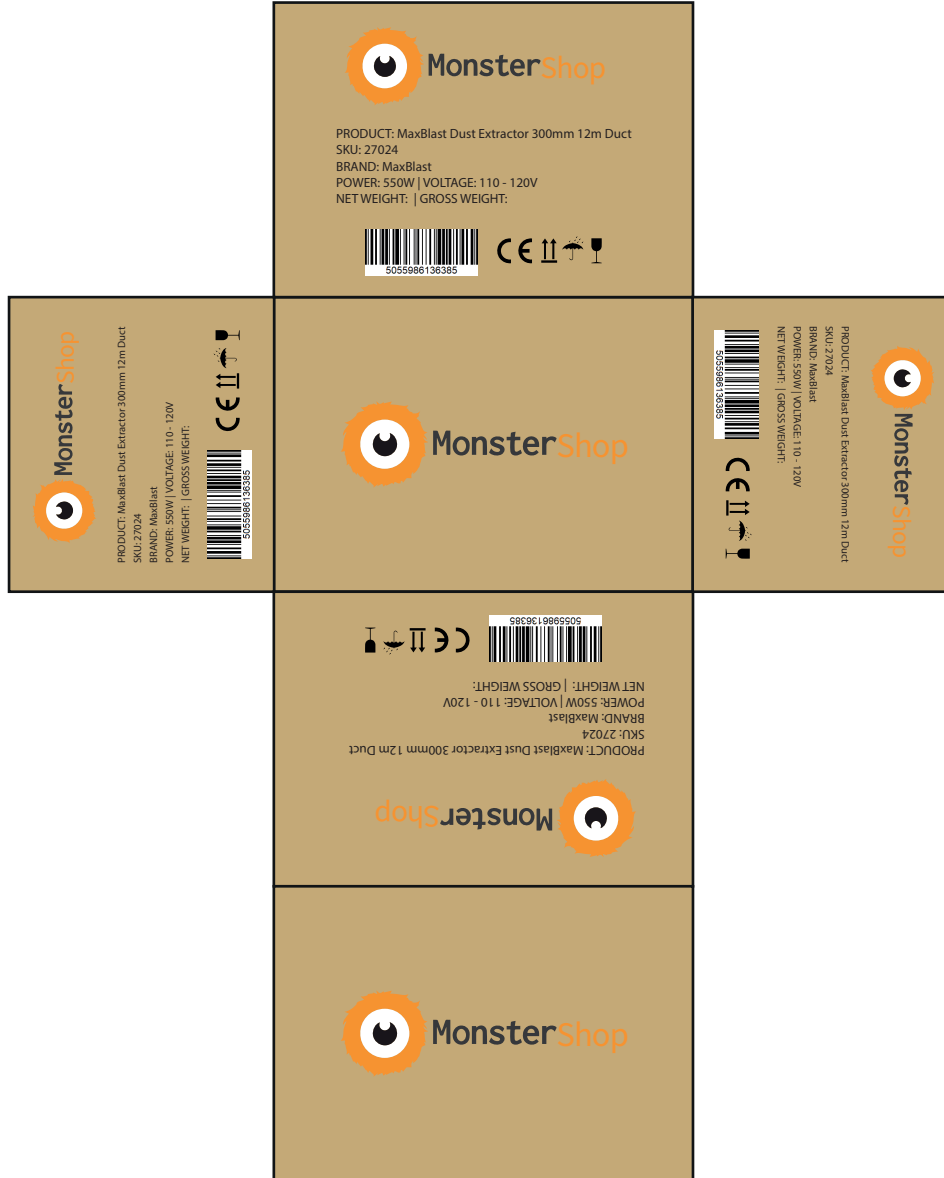 MonsterShop
PRODUCT: MaxBlast Dust Extractor 300mm 12m Duct
SKU: 27024
BRAND: MaxBlast
POWER: 550W | VOLTAGE: 110 - 120V
NET WEIGHT: | GROSS WEIGHT:
5055986136385
CE
MonsterShop
PRODUCT: MaxBlast Dust Extractor 300mm 12m Duct
SKU: 27024
BRAND: MaxBlast
POWER: 550W | VOLTAGE: 110 - 120V
NET WEIGHT: | GROSS WEIGHT:
5055986136385
CE
MonsterShop
MonsterShop
PRODUCT: MaxBlast Dust Extractor 300mm 12m Duct
SKU: 27024
BRAND: MaxBlast
POWER: 550W | VOLTAGE: 110 - 120V
NET WEIGHT: | GROSS WEIGHT:
5055986136385
CE
MonsterShop
PRODUCT: MaxBlast Dust Extractor 300mm 12m Duct
SKU: 27024
BRAND: MaxBlast
POWER: 550W | VOLTAGE: 110 - 120V
NET WEIGHT: | GROSS WEIGHT:
5055986136385
CE
MonsterShop